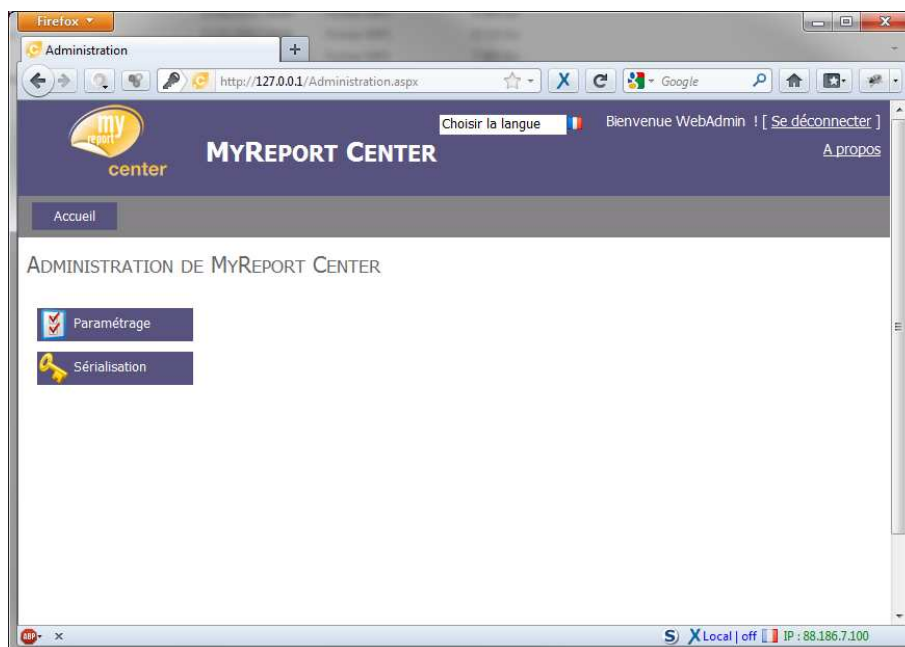 Firefox
Administration
http://127.0.0.1/Administration.aspx
Google
my
report
center
MYREPORT CENTER
Choisir la langue
Bienvenue WebAdmin ! [ Se déconnecter ]
A propos
Accueil
ADMINISTRATION DE MYREPORT CENTER
Paramétrage
Sérialisation
ABP
S X Local | off IP : 88.186.7.100